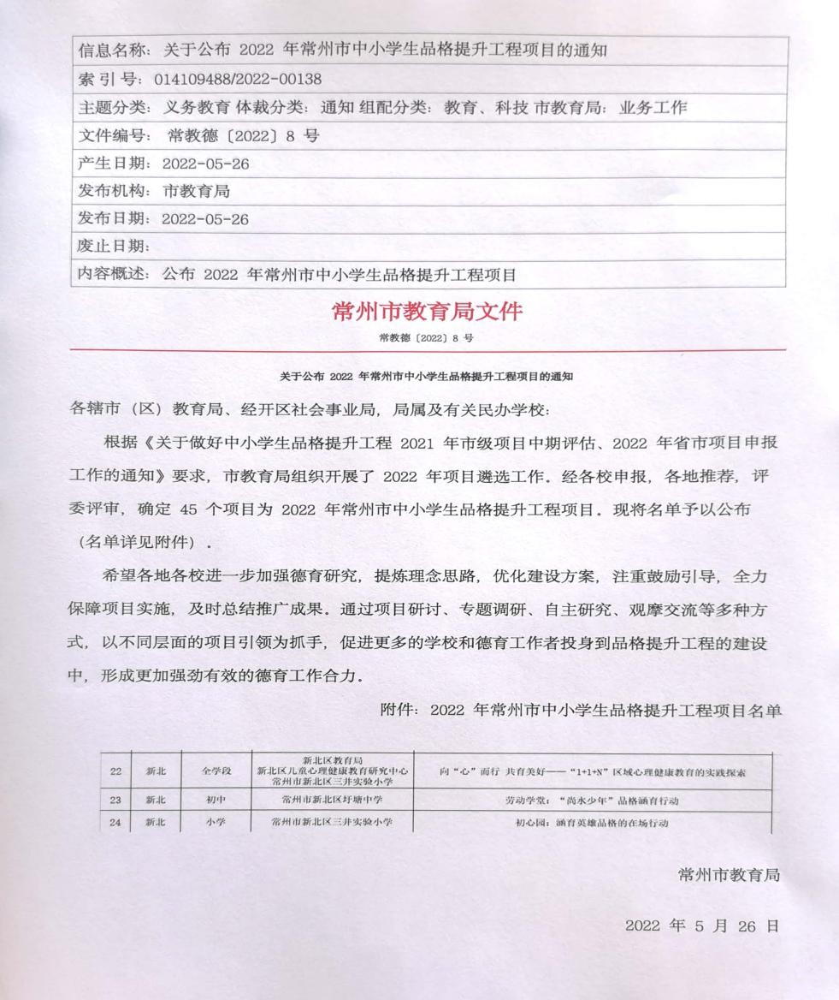 信息名称：关于公布 2022 年常州市中小学生品格提升工程项目的通知
索 引 号：014109488/2022-00138
主题分类：义务教育 体裁分类：通知 组配分类：教育、科技 市教育局：业务工作
文件编号：常教德〔2022〕8 号
产生日期：2022-05-26
发布机构：市教育局
发布日期：2022-05-26
废止日期：
内容概述：公布 2022 年常州市中小学生品格提升工程项目
常州市教育局文件
常教德〔2022〕8 号
关于公布 2022 年常州市中小学生品格提升工程项目的通知
各辖市（区）教育局、经开区社会事业局，局属及有关民办学校：
根据《关于做好中小学生品格提升工程 2021 年市级项目中期评估、2022 年省市项目申报
工作的通知》要求，市教育局组织开展了 2022 年项目遴选工作。经各校申报，各地推荐，评
委评审，确定 45 个项目为 2022 年常州市中小学生品格提升工程项目。现将名单予以公布
（名单详见附件）。
希望各地各校进一步加强德育研究，提炼理念思路，优化建设方案，注重鼓励引导，全力
保障项目实施，及时总结推广成果。通过项目研讨、专题调研、自主研究、观摩交流等多种方
式，以不同层面的项目引领为抓手，促进更多的学校和德育工作者投身到品格提升工程的建设
中，形成更加强劲有效的德育工作合力。
附件：2022 年常州市中小学生品格提升工程项目名单
22 新北 全学段 新北区教育局
新北区儿童心理健康教育研究中心
常州市新北区三井实验小学 向“心”而行 共育美好——“1+1+N”区域心理健康教育的实践探索
23 新北 初中 常州市新北区圩塘中学 劳动学堂：“尚水少年”品格涵育行动
24 新北 小学 常州市新北区三井实验小学 初心园：涵育英雄品格的在场行动
常州市教育局
2022 年 5 月 26 日